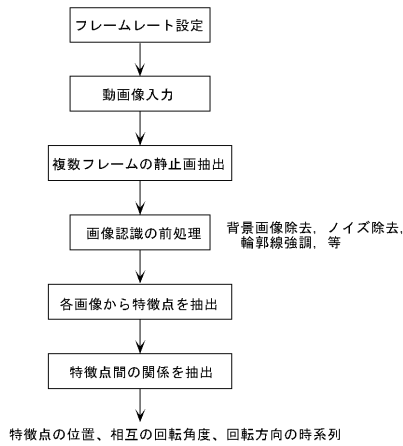 フレームレート設定
動画像入力
複数フレームの静止画抽出
画像認識の前処理
背景画像除去，ノイズ除去，
輪郭線強調，等
各画像から特徴点を抽出
特徴点間の関係を抽出
特徴点の位置、相互の回転角度、回転方向の時系列